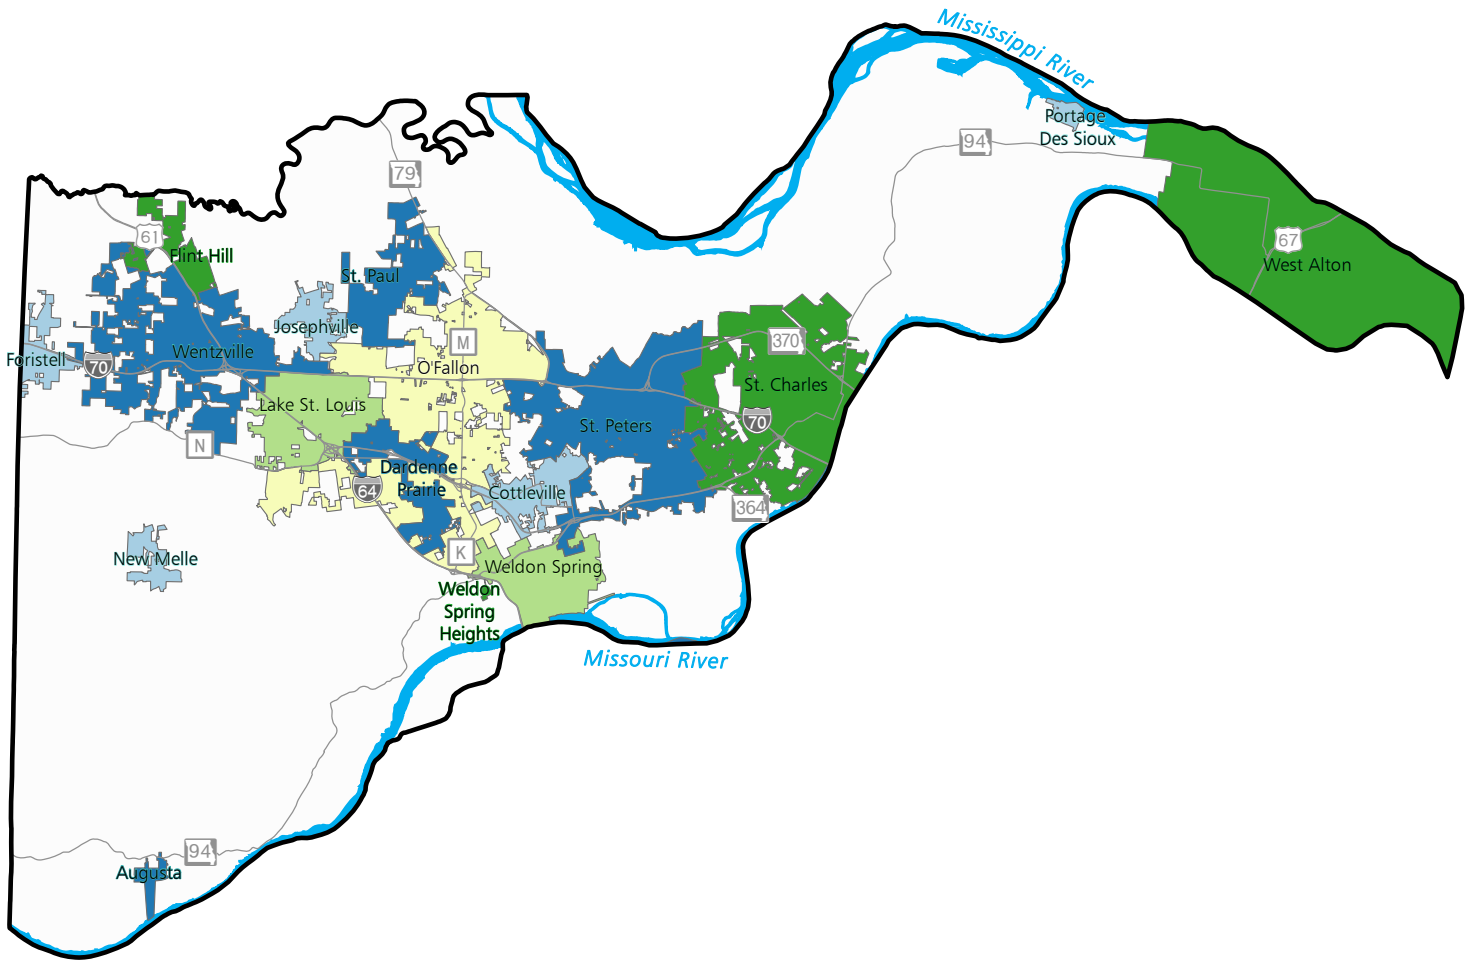 Mississippi River
Portage
Des Sioux
94
79
61
67
Flint Hill
West Alton
St. Paul
Josephville
M
370
Wentzville
Foristell
70
O'Fallon
St. Charles
Lake St. Louis
70
St. Peters
N
Dardenne
Prairie
64
Cottleville
364
K
New Melle
Weldon Spring
Weldon
Spring
Heights
Missouri River
94
Augusta